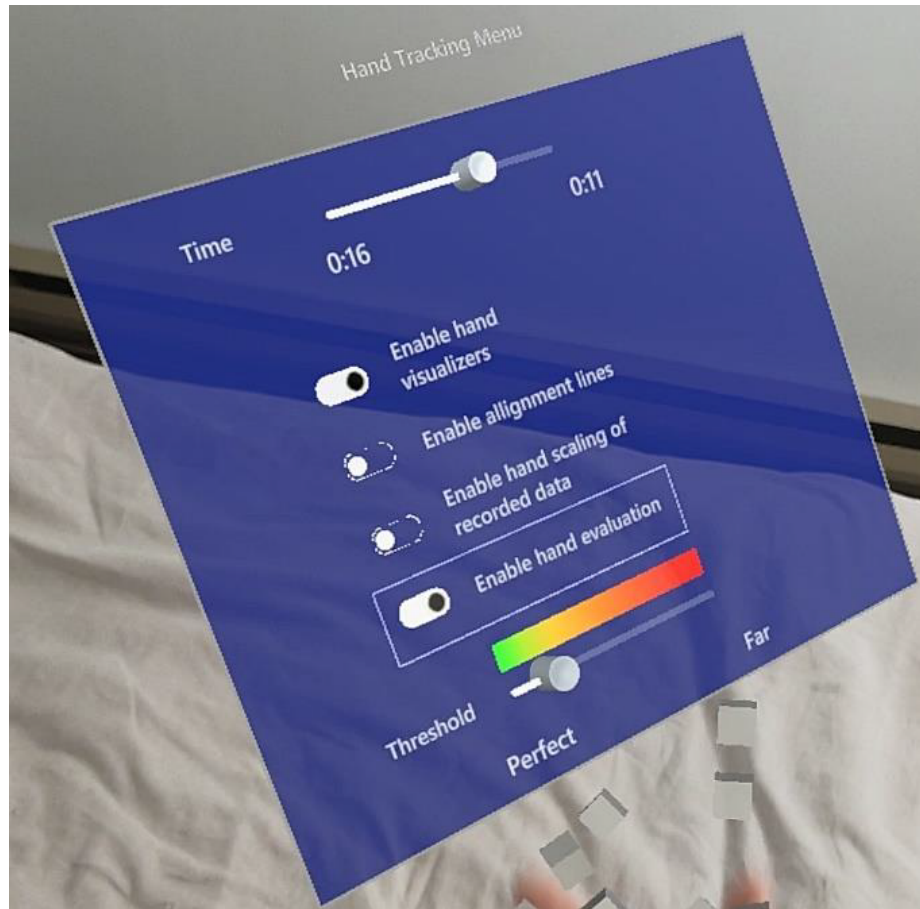 Hand Tracking Menu
Time
0:16
0:11
Enable hand
visualizers
Enable allignment lines
Enable hand scaling of
recorded data
Enable hand evaluation
Threshold
Perfect
Far